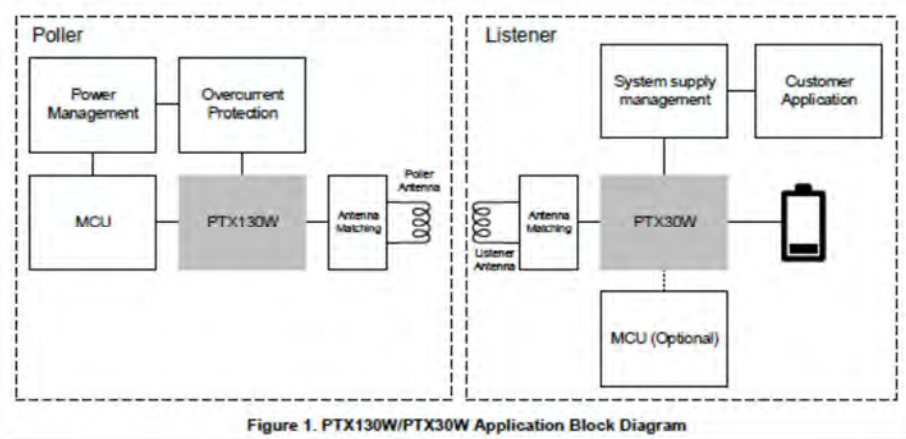 Poller
Power
Management
Overcurrent
Protection
MCU
PTX130W
Antenna
Matching
Poller
Antenna
Listener
System supply
management
Customer
Application
Listener
Antenna
Antenna
Matching
PTX30W
MCU (Optional)
Figure 1. PTX130W/PTX30W Application Block Diagram